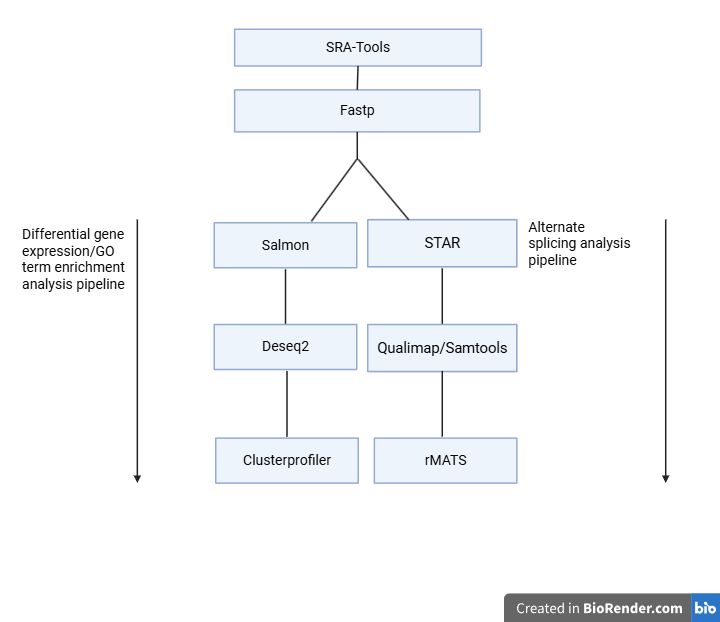 SRA-Tools
Fastp
Differential gene
expression/GO
term enrichment
analysis pipeline
Salmon
STAR
Alternate
splicing analysis
pipeline
Deseq2
Qualimap/Samtools
Clusterprofiler
rMATS
Created in BioRender.com bio